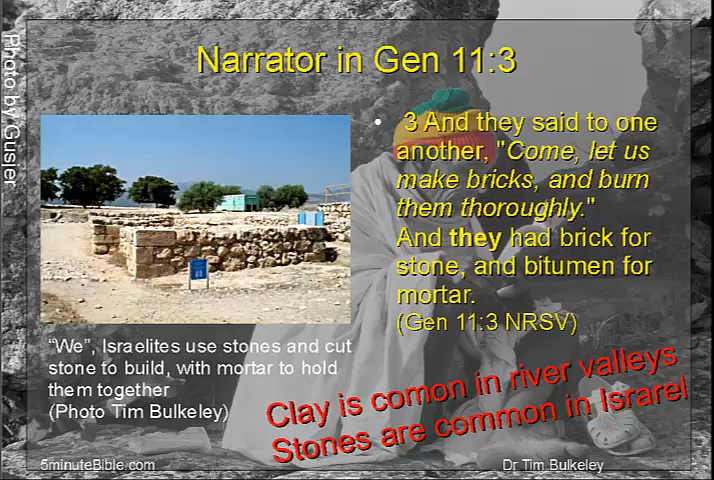 Photo by Gusler
Narrator in Gen 11:3
• 3 And they said to one
another, "Come, let us
make bricks, and burn
them thoroughly."
And they had brick for
stone, and bitumen for
mortar.
(Gen 11:3 NRSV)
“We”, Israelites use stones and cut
stone to build, with mortar to hold
them together
(Photo Tim Bulkeley)
Clay is comon in river valleys
Stones are common in Israrel
5minuteBible.com
Dr Tim Bulkeley